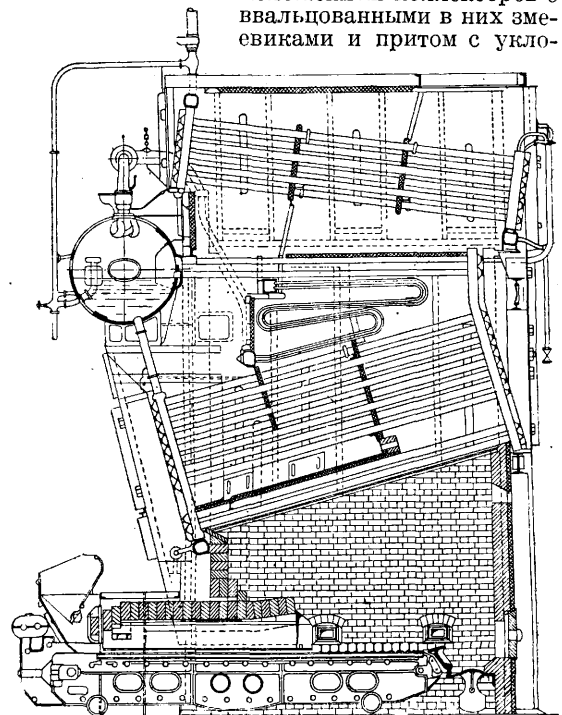 ввальцованными в них зме-
евиками и притом с укло-